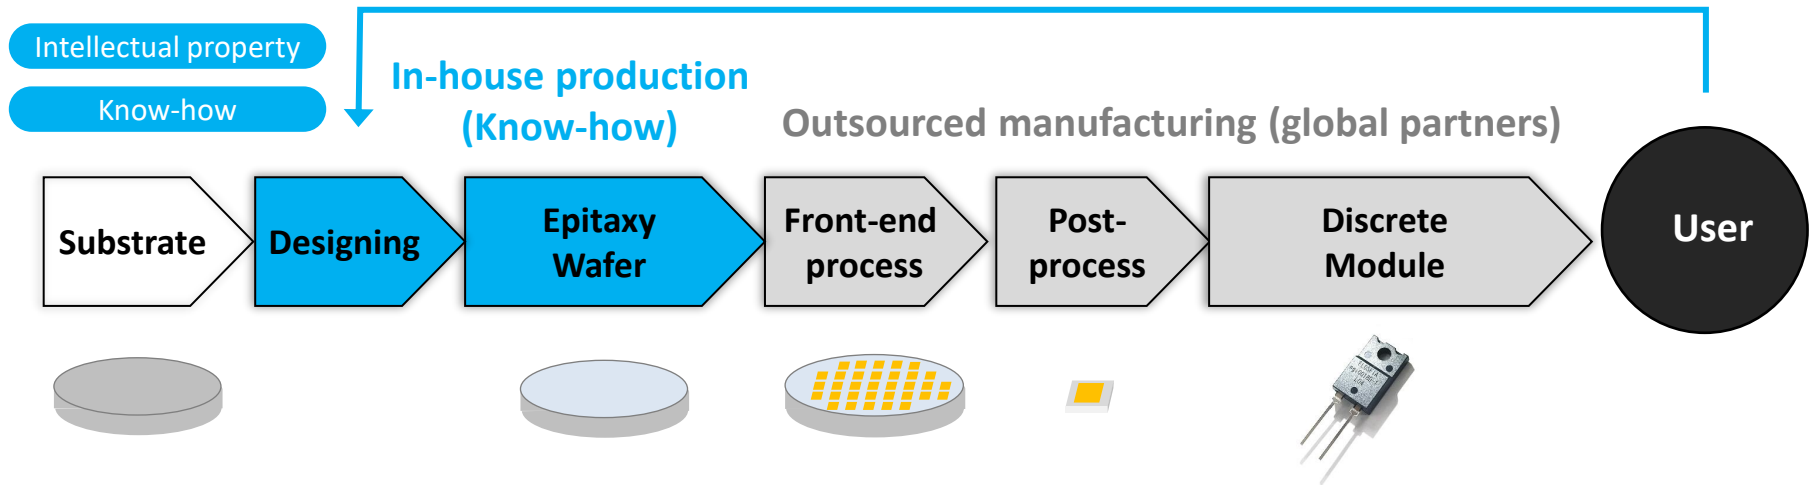 Intellectual property
Know-how
In-house production
(Know-how)
Outsourced manufacturing (global partners)
Substrate
Designing
Epitaxy
Wafer
Front-end
process
Post-
process
Discrete
Module
User